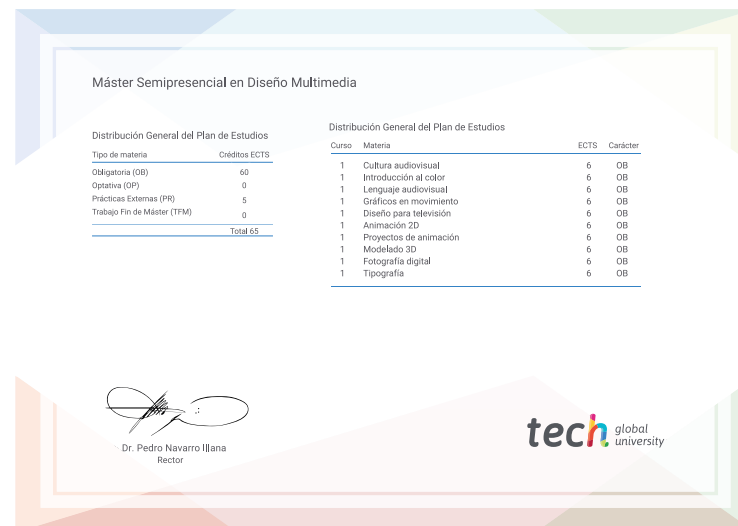 Máster Semipresencial en Diseño Multimedia
Distribución General del Plan de Estudios
Tipo de materia Créditos ECTS
Obligatoria (OB) 60
Optativa (OP) 0
Prácticas Externas (PR) 5
Trabajo Fin de Máster (TFM) 0
Total 65
Distribución General del Plan de Estudios
Curso Materia ECTS Carácter
1 Cultura audiovisual 6 OB
1 Introducción al color 6 OB
1 Lenguaje audiovisual 6 OB
1 Gráficos en movimiento 6 OB
1 Diseño para televisión 6 OB
1 Animación 2D 6 OB
1 Proyectos de animación 6 OB
1 Modelado 3D 6 OB
1 Fotografía digital 6 OB
1 Tipografía 6 OB
Dr. Pedro Navarro Illana
Rector
tech global
university